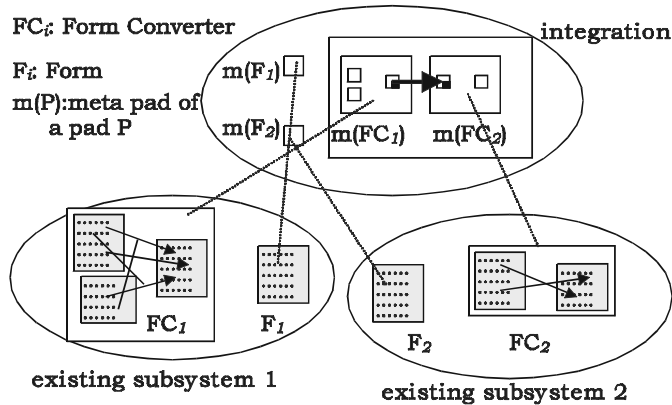 FCi: Form Converter
integration
Fi: Form
m(F1)
m(P):meta pad of
a pad P
m(F2)
m(FC1)
m(FC2)
FC1
F1
F2
FC2
existing subsystem 1
existing subsystem 2